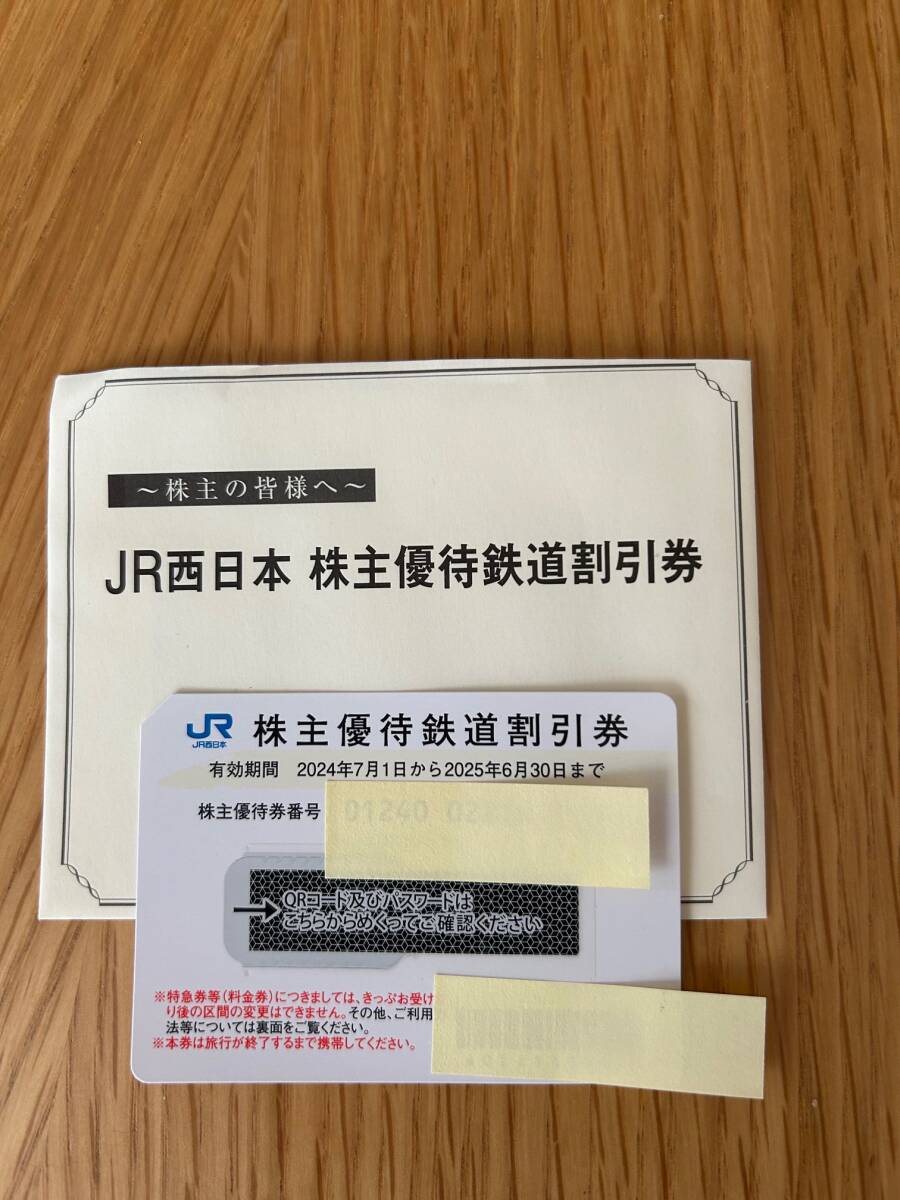 ～株主の皆様へ～
JR西日本 株主優待鉄道割引券
JR 株主優待鉄道割引券
JR西日本
有効期間 2024年7月1日から2025年6月30日まで
株主優待券番号 01240 02
QRコード及びパスワードは
こちらからめくってご確認ください
※特急券等(料金券)につきましては、きっぷお受け
り後の区間の変更はできません。その他、ご利用
法等については裏面をご覧ください。
※本券は旅行が終了するまで携帯してください。